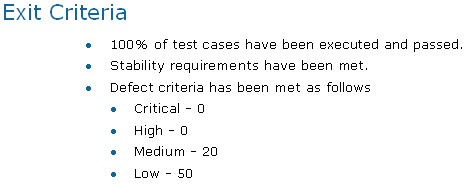 Exit Criteria
• 100% of test cases have been executed and passed.
• Stability requirements have been met.
• Defect criteria has been met as follows
• Critical – 0
• High – 0
• Medium – 20
• Low – 50